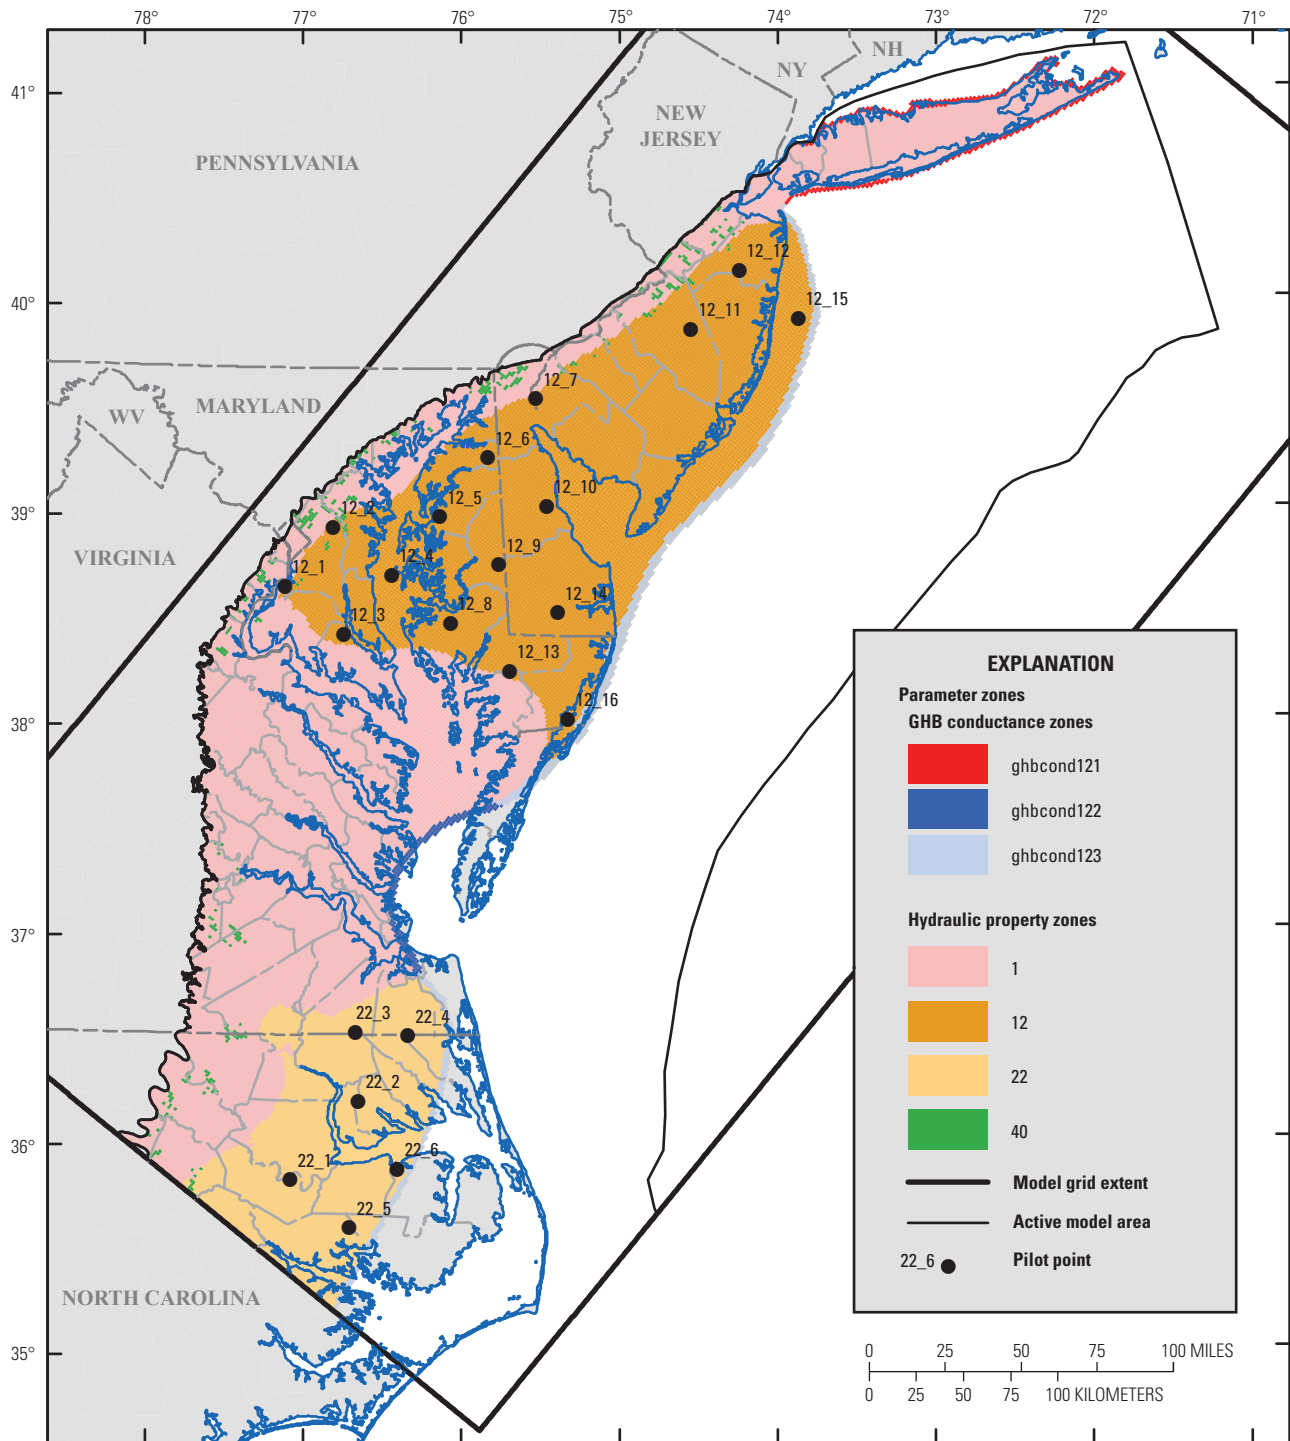 78° 77° 76° 75° 74° 73° 72° 71°
NH
NY
41°
NEW
JERSEY
PENNSYLVANIA
12_12
40°
12_15
12_11
12_7
MARYLAND
WV
12_6
12_10
12_5
39°
12_2
12_9
VIRGINIA
12_4
12_1
12_14
12_8
12_3
12_13
12_16
38°
37°
22_3
22_4
22_2
36°
22_6
22_1
22_5
NORTH CAROLINA
35°
EXPLANATION
Parameter zones
GHB conductance zones
ghbcond121
ghbcond122
ghbcond123
Hydraulic property zones
1
12
22
40
Model grid extent
Active model area
22_6 Pilot point
0 25 50 75 100 MILES
0 25 50 75 100 KILOMETERS